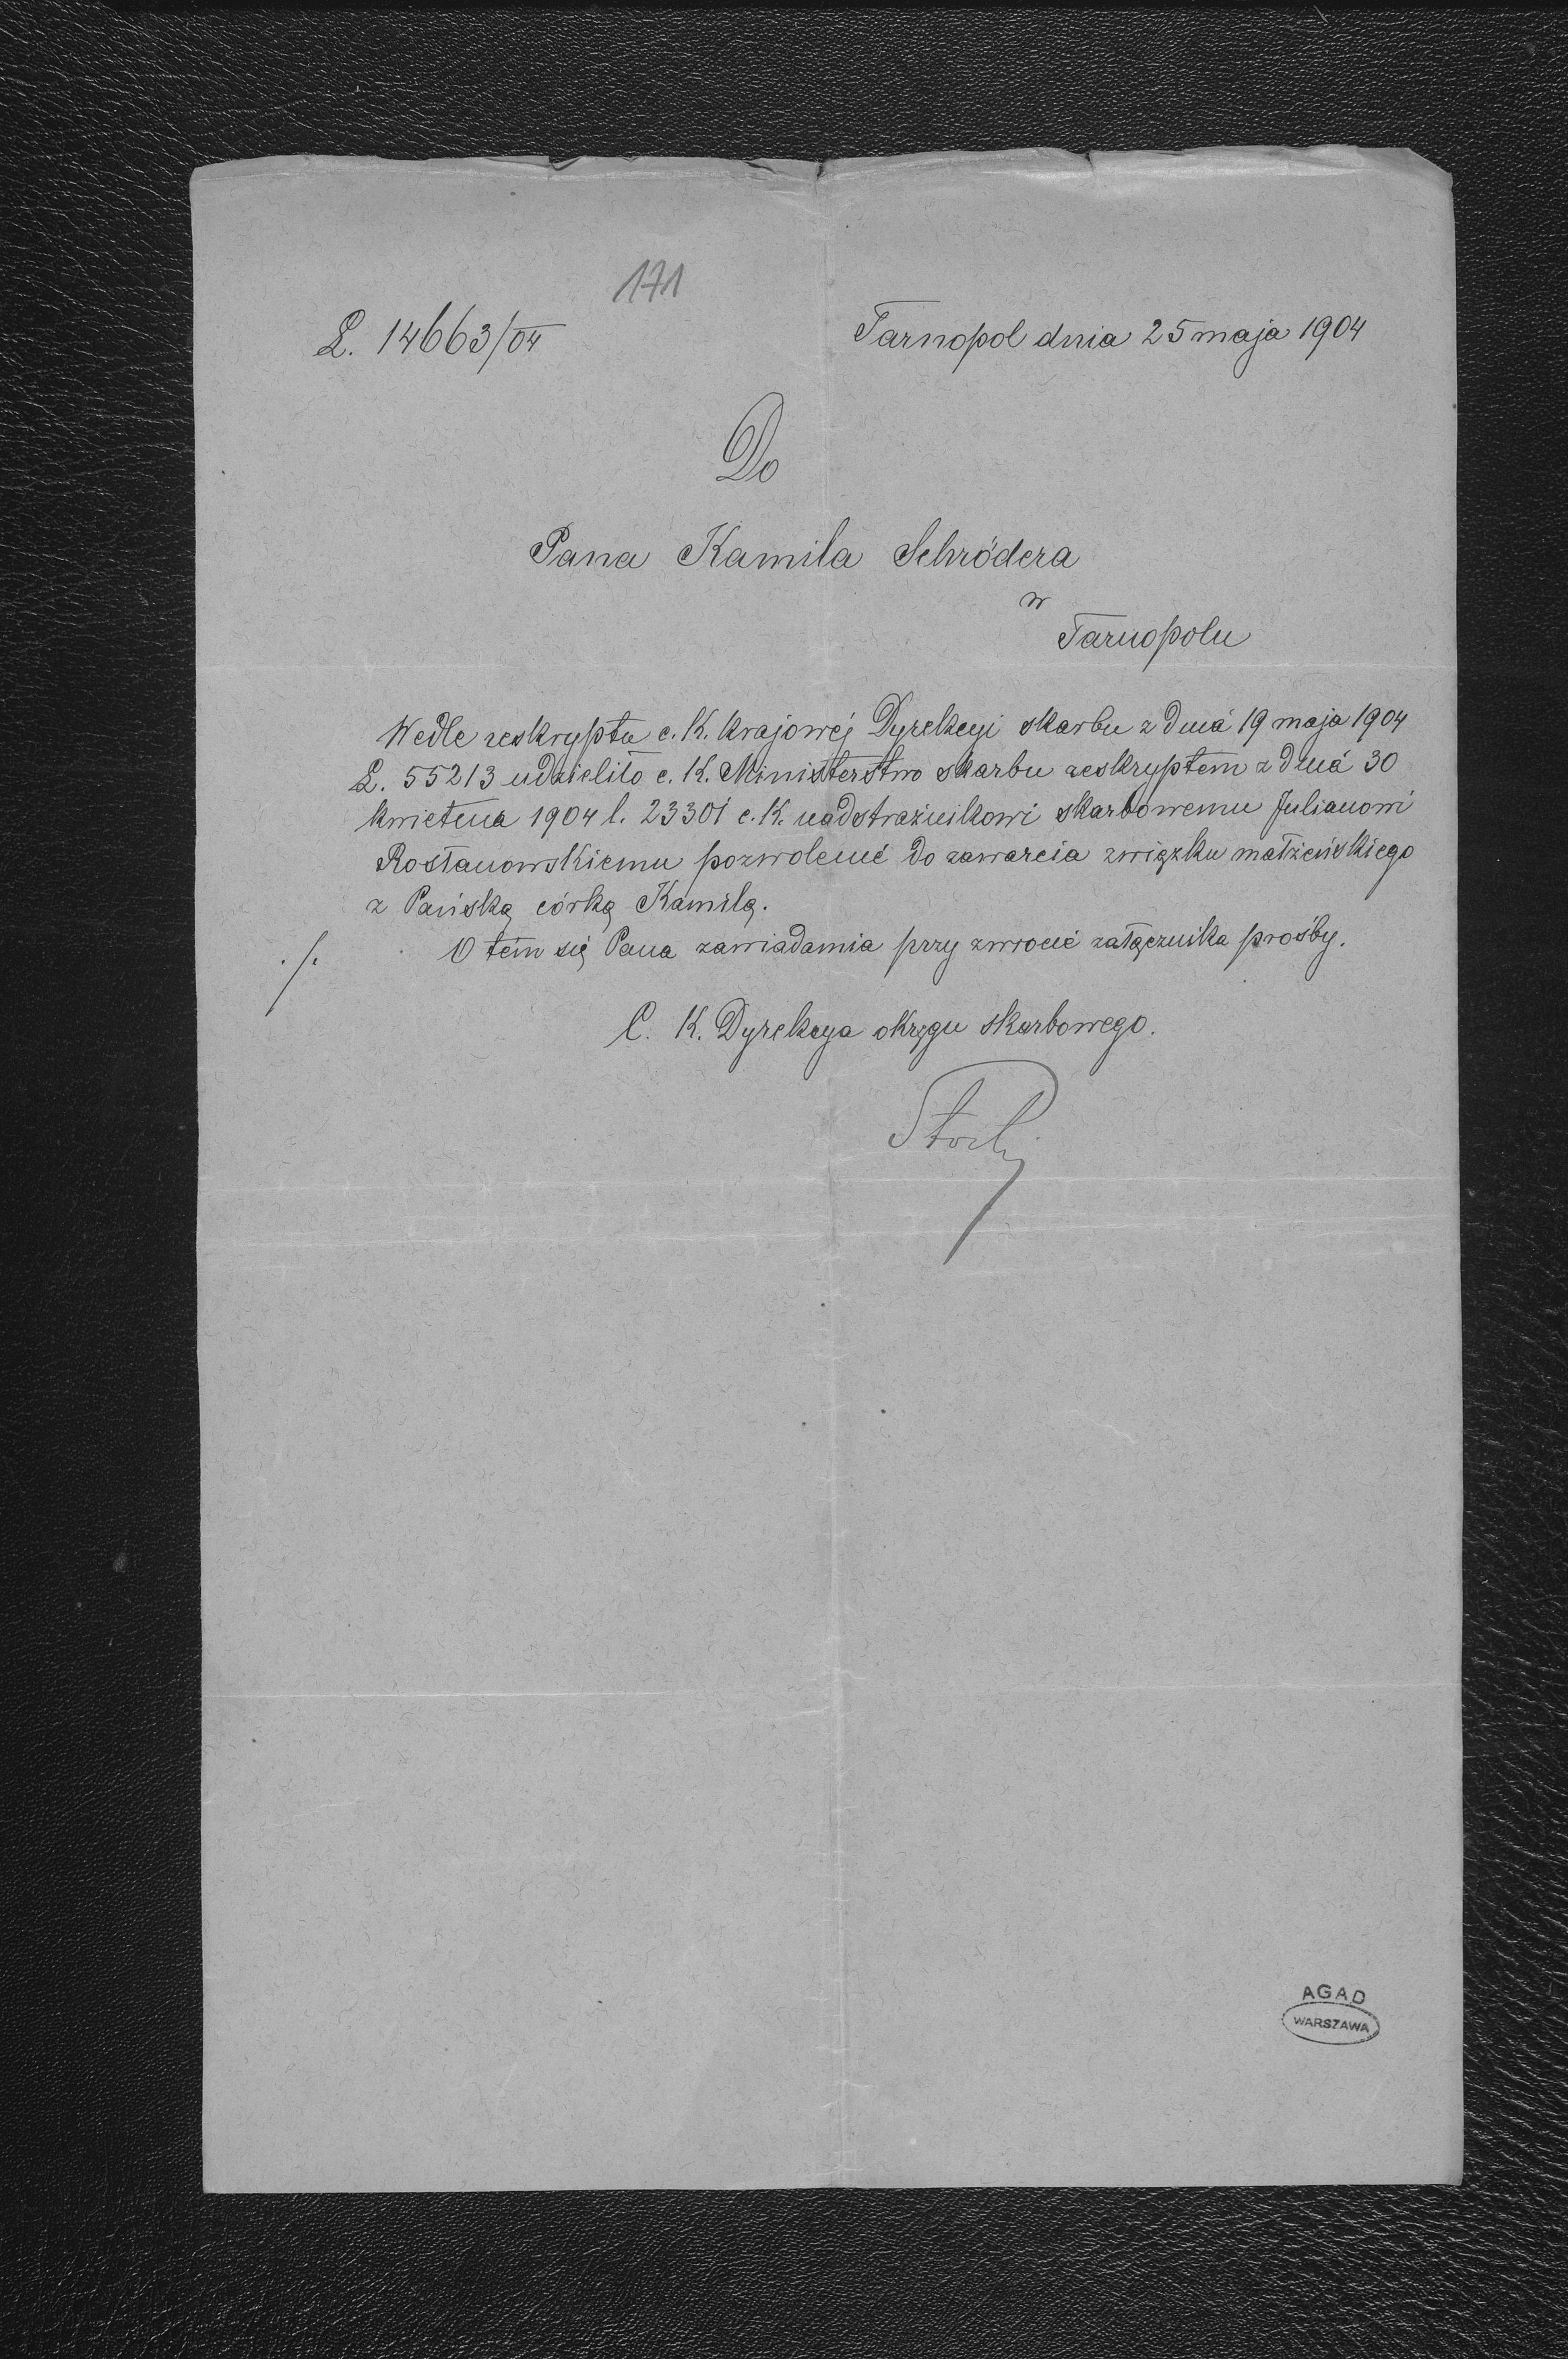 171
L. 14663/04
Tarnopol dnia 25 maja 1904
Do
Pana Kamila Schrödera
w
Tarnopolu
Wedle reskryptu c. K. Krajowej Dyrekcyi skarbu z dnia 19 maja 1904
L. 55213 udzieliło c. K. Ministerstwo skarbu reskryptem z dnia 30
kwietnia 1904 l. 23301 c. K. nadstrażnikowi skarbowemu Julianowi
Rostanowskiemu pozwolenie do zawarcia związku małżeńskiego
z Pańską córką Kamilą.
./. O tem się Pana zawiadamia przy zwrocie załącznika prośby.
C. K. Dyrekcya okręgu skarbowego.
AGAD
WARSZAWA